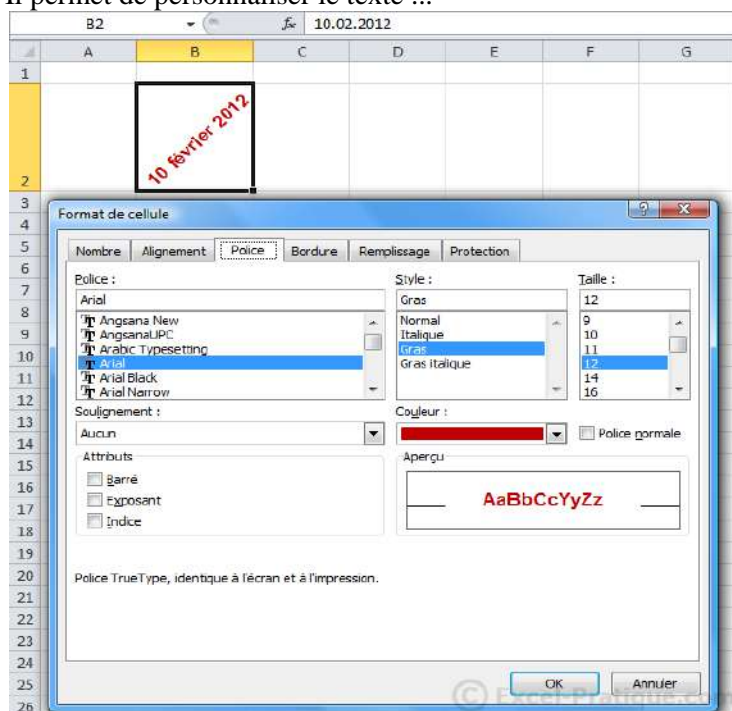 Il permet de personnaliser le texte ...
B2 fx 10.02.2012
A B C D E F G
1
10 février 2012
2
3
Format de cellule
4
5
Nombre Alignement Police Bordure Remplissage Protection
6
Police : Style : Taille :
7
Arial Gras 12
8
Angsana New Normal 9
9
AngsanaUPC Italique 10
Arabic Typesetting Gras 11
10
Arial Gras italique 12
11
Arial Black 14
12
Arial Narrow 16
Soulignement : Couleur :
13
Aucun Police normale
14
Attributs Aperçu
15
Barré
16
Exposant AaBbCcYyZz
17
Indice
18
19
20
Police TrueType, identique à l'écran et à l'impression.
21
22
23
24
25
OK Annuler
© Excel-Pratique.com
26